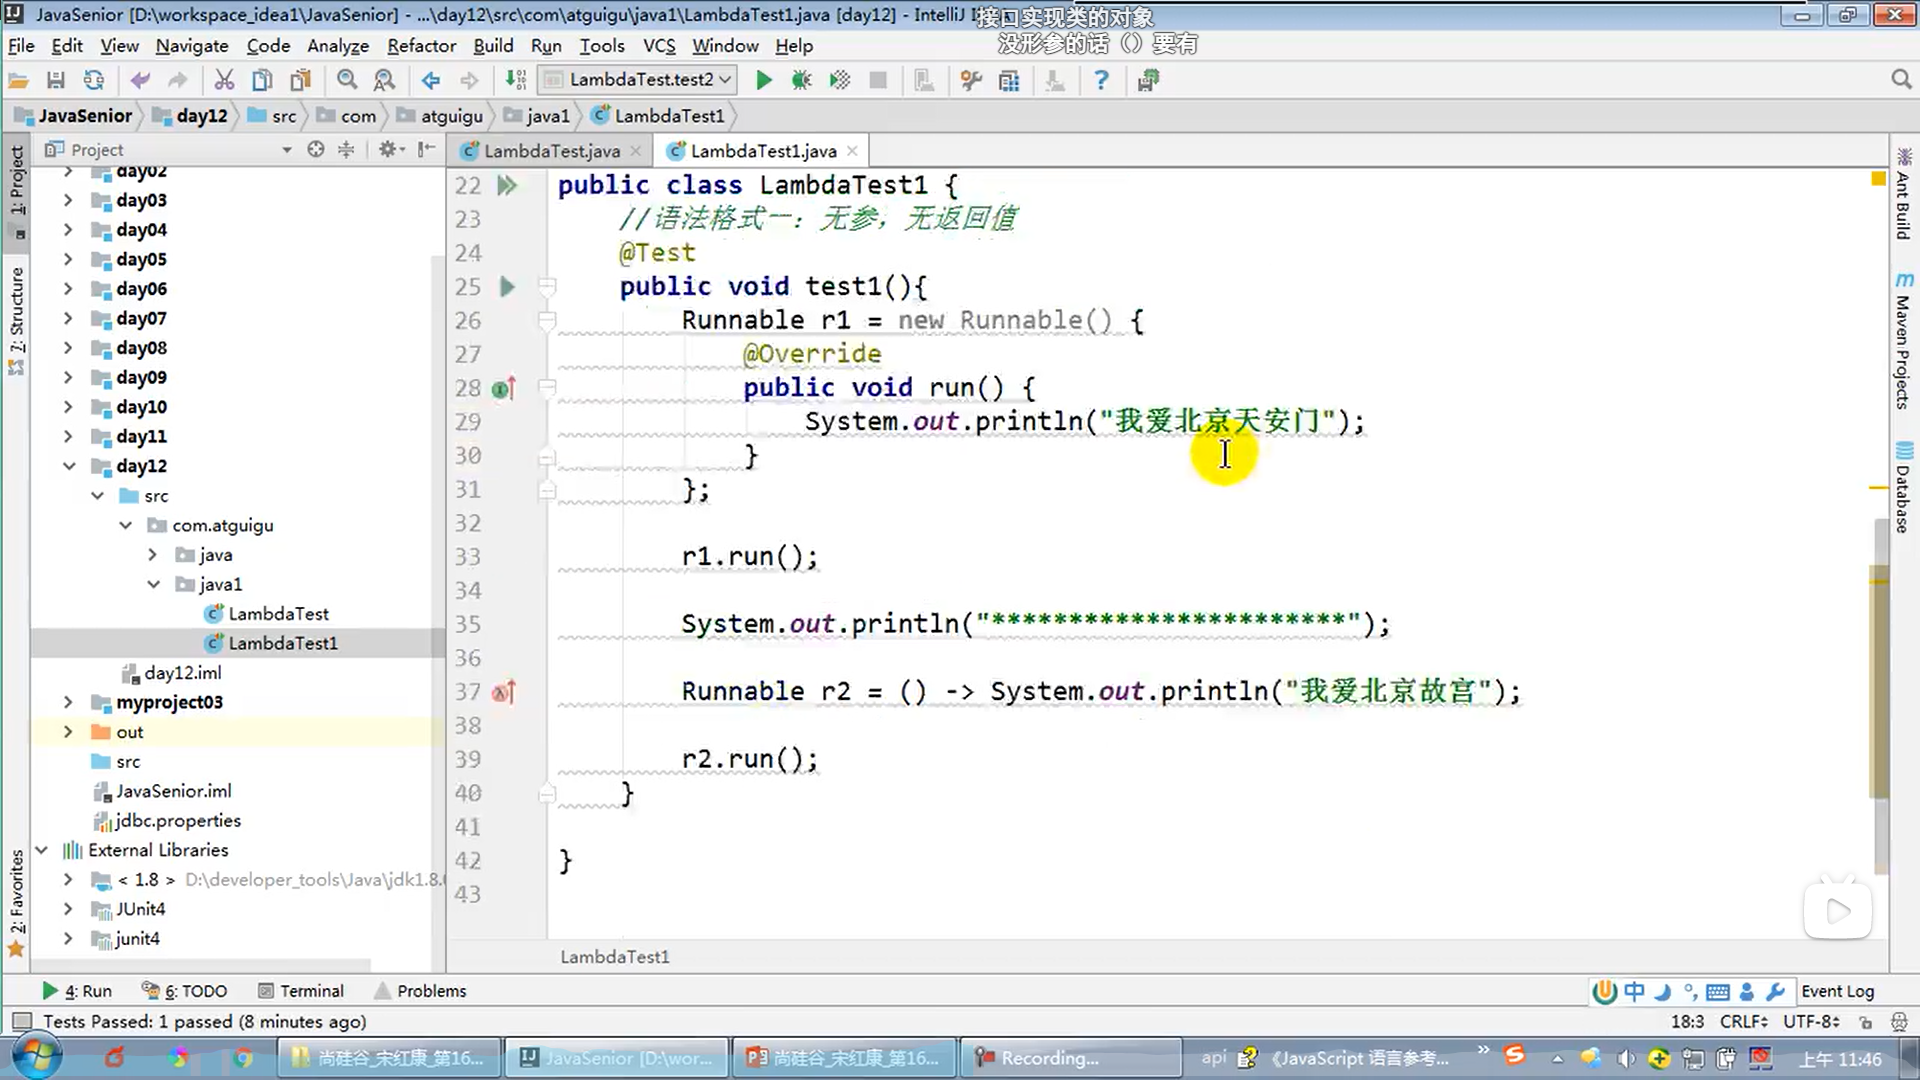 JavaSenior [D:\workspace_idea1\JavaSenior] - ...\day12\src\com\atguigu\java1\LambdaTest1.java [day12] - IntelliJ I
接口实现类的对象
没形参的话（）要有
File Edit View Navigate Code Analyze Refactor Build Run Tools VCS Window Help
LambdaTest.test2
JavaSenior day12 src com atguigu java1 LambdaTest1
Project
LambdaTest.java
LambdaTest1.java
1: Project
7: Structure
2: Favorites
day02
day03
day04
day05
day06
day07
day08
day09
day10
day11
day12
src
com.atguigu
java
java1
LambdaTest
LambdaTest1
day12.iml
myproject03
out
src
JavaSenior.iml
jdbc.properties
External Libraries
< 1.8 > D:\developer_tools\Java\jdk1.8.
JUnit4
junit4
22 public class LambdaTest1 {
23 //语法格式一：无参，无返回值
24 @Test
25 public void test1(){
26 Runnable r1 = new Runnable() {
27 @Override
28 public void run() {
29 System.out.println("我爱北京天安门");
30 }
31 };
32
33 r1.run();
34
35 System.out.println("***********************");
36
37 Runnable r2 = () -> System.out.println("我爱北京故宫");
38
39 r2.run();
40 }
41
42 }
43
LambdaTest1
Ant Build
Maven Projects
Database
4: Run 6: TODO Terminal Problems
中
Event Log
Tests Passed: 1 passed (8 minutes ago)
18:3 CRLF UTF-8
尚硅谷_宋红康_第16...
JavaSenior [D:\wor...
尚硅谷_宋红康_第16...
Recording...
api
《JavaScript 语言参考...
上午 11:46